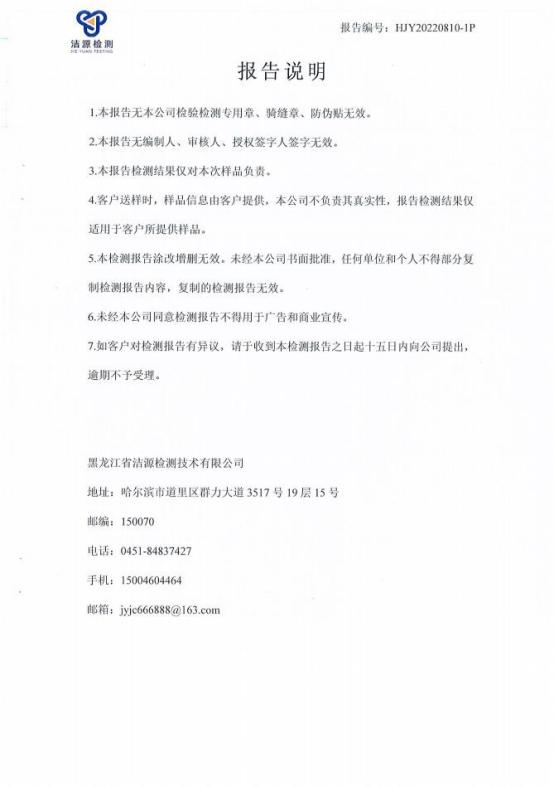 洁源检测
JIE YUAN TESTING
报告编号：HJY20220810-1P
报告说明
1.本报告无本公司检验检测专用章、骑缝章、防伪贴无效。
2.本报告无编制人、审核人、授权签字人签字无效。
3.本报告检测结果仅对本次样品负责。
4.客户送样时，样品信息由客户提供，本公司不负责其真实性，报告检测结果仅
适用于客户所提供样品。
5.本检测报告涂改增删无效。未经本公司书面批准，任何单位和个人不得部分复
制检测报告内容，复制的检测报告无效。
6.未经本公司同意检测报告不得用于广告和商业宣传。
7.如客户对检测报告有异议，请于收到本检测报告之日起十五日内向公司提出，
逾期不予受理。
黑龙江省洁源检测技术有限公司
地址：哈尔滨市道里区群力大道 3517 号 19 层 15 号
邮编：150070
电话：0451-84837427
手机：15004604464
邮箱：jyjc666888@163.com